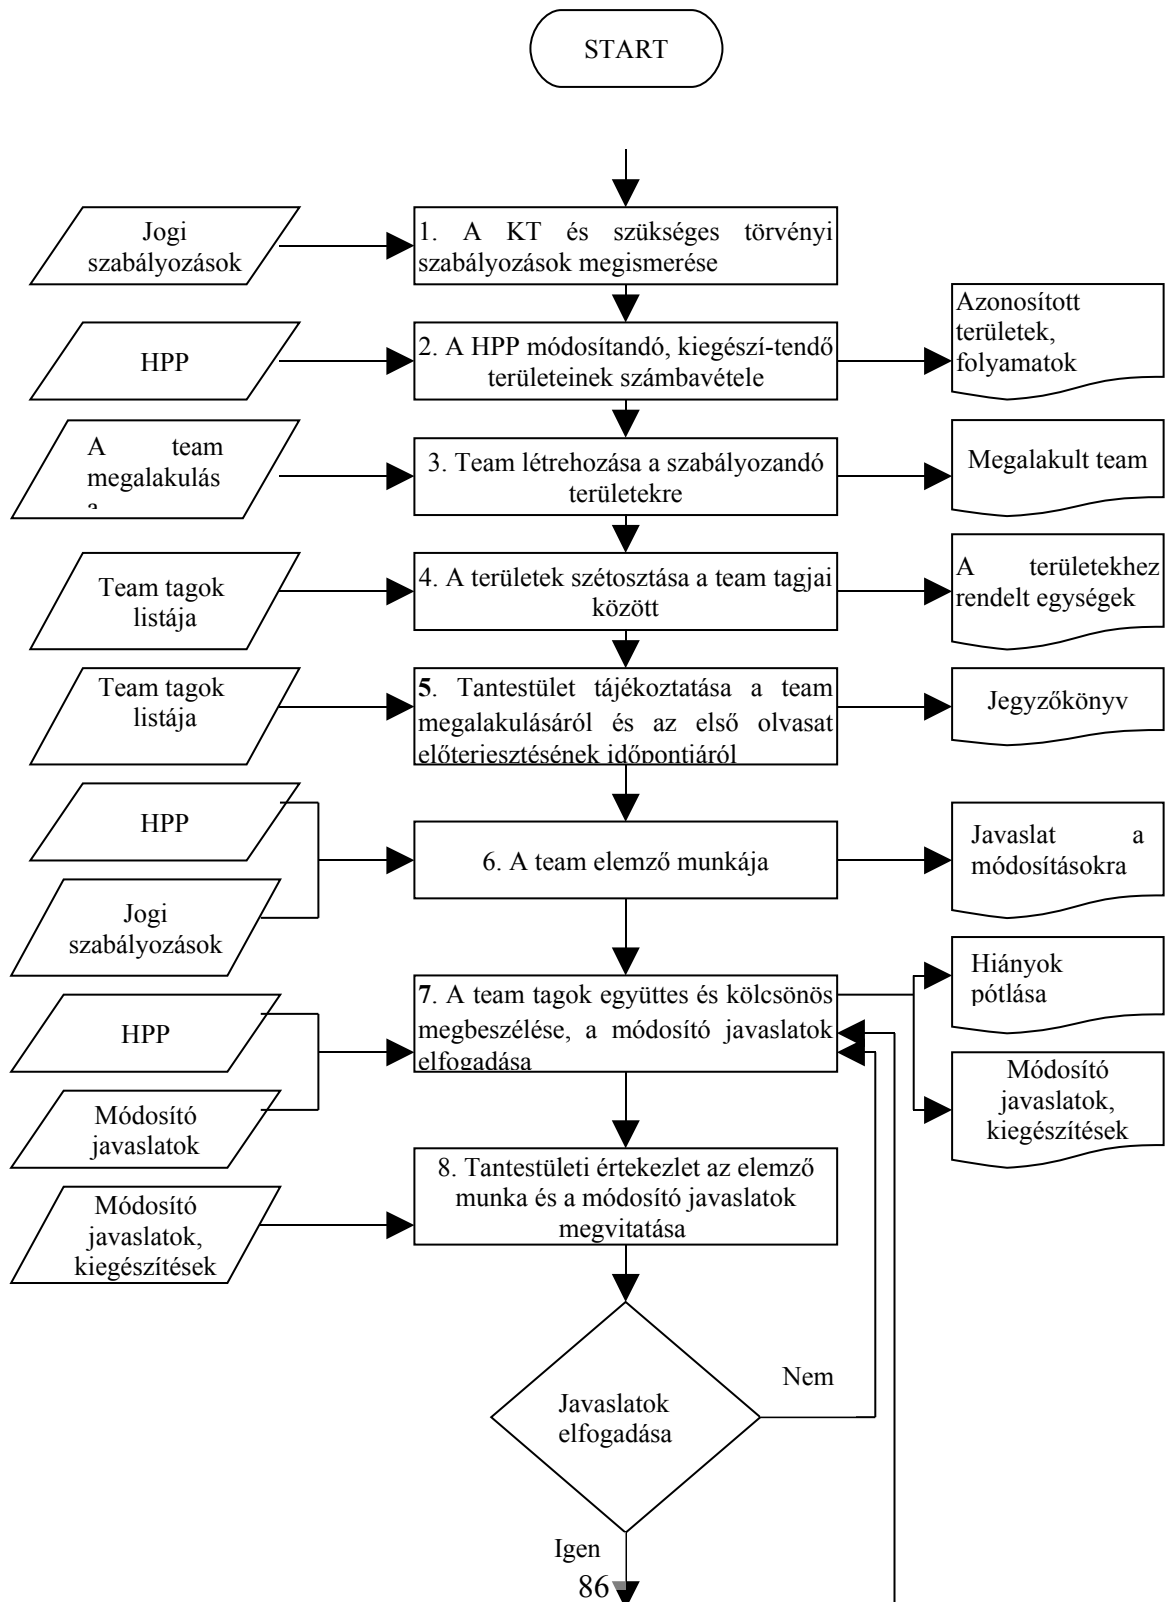 START
Jogi
szabályozások
1. A KT és szükséges törvényi
szabályozások megismerése
HPP
2. A HPP módosítandó, kiegészí-tendő
területeinek számbavétele
Azonosított
területek,
folyamatok
A team
megalakulás
a
3. Team létrehozása a szabályozandó
területekre
Megalakult team
Team tagok
listája
4. A területek szétosztása a team tagjai
között
A területekhez
rendelt egységek
Team tagok
listája
5. Tantestület tájékoztatása a team
megalakulásáról és az első olvasat
előterjesztésének időpontjáról
Jegyzőkönyv
HPP
Jogi
szabályozások
6. A team elemző munkája
Javaslat a
módosításokra
HPP
Módosító
javaslatok
7. A team tagok együttes és kölcsönös
megbeszélése, a módosító javaslatok
elfogadása
Hiányok
pótlása
Módosító
javaslatok,
kiegészítések
Módosító
javaslatok,
kiegészítések
8. Tantestületi értekezlet az elemző
munka és a módosító javaslatok
megvitatása
Javaslatok
elfogadása
Nem
Igen
86